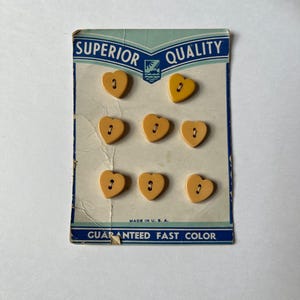 SUPERIOR QUALITY
MADE IN U.S.A.
GUARANTEED FAST COLOR